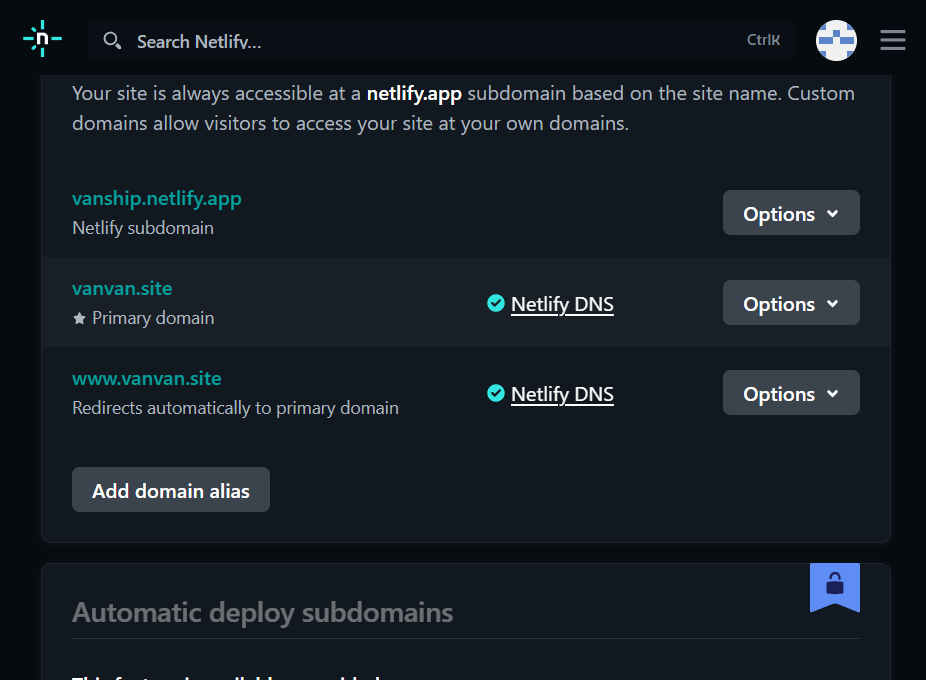 n
Search Netlify...
CtrlK
Your site is always accessible at a netlify.app subdomain based on the site name. Custom
domains allow visitors to access your site at your own domains.
vanship.netlify.app
Netlify subdomain
Options
vanvan.site
Primary domain
Netlify DNS
Options
www.vanvan.site
Redirects automatically to primary domain
Netlify DNS
Options
Add domain alias
Automatic deploy subdomains